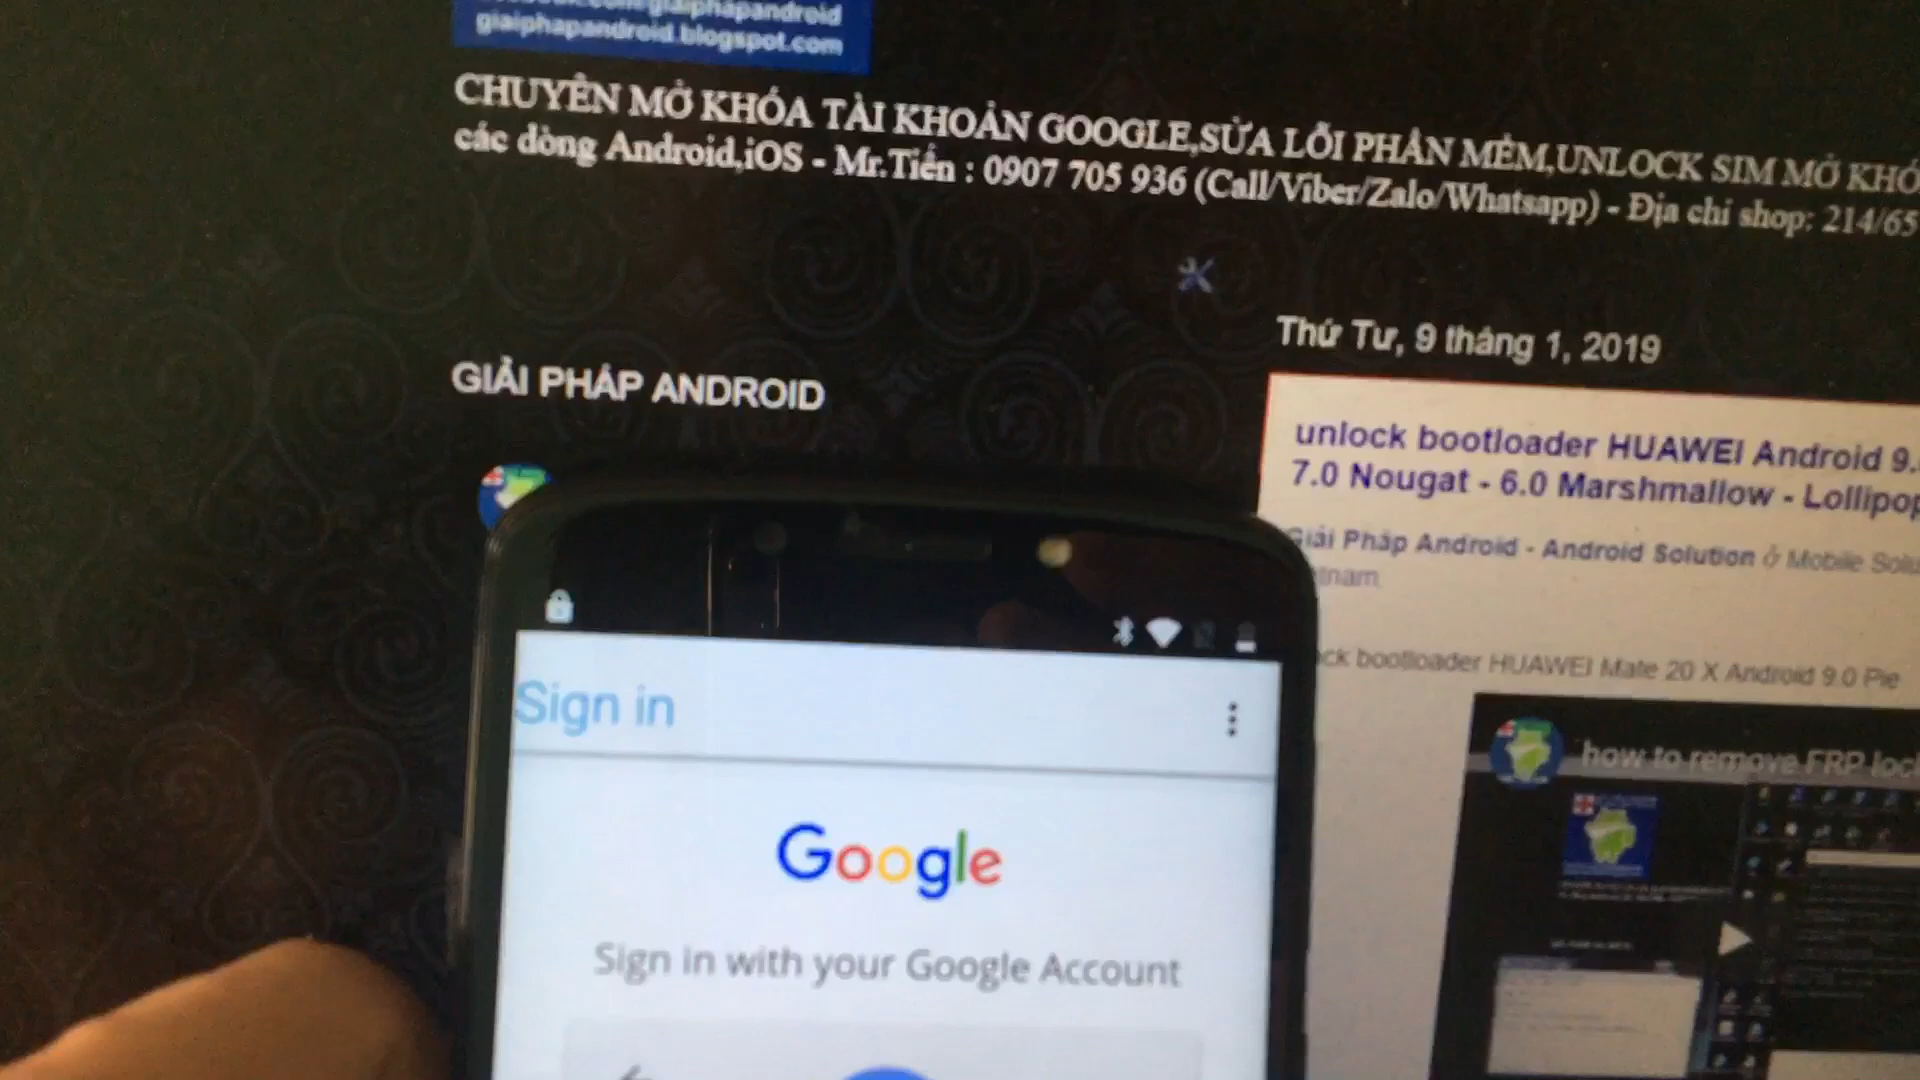 giaiphapandroid
giaiphapandroid.blogspot.com
CHUYÊN MỞ KHÓA TÀI KHOẢN GOOGLE,SỬA LỖI PHẦN MỀM,UNLOCK SIM MỞ KHÓ
các dòng Android,iOS - Mr.Tiến : 0907 705 936 (Call/Viber/Zalo/Whatsapp) - Địa chỉ shop: 214/65
Thứ Tư, 9 tháng 1, 2019
GIẢI PHÁP ANDROID
unlock bootloader HUAWEI Android 9.
7.0 Nougat - 6.0 Marshmallow - Lollipop
Giải Pháp Android - Android Solution ở Mobile Solu
tnam
ck bootloader HUAWEI Mate 20 X Android 9.0 Pie
how to remove FRP loc
Sign in
Google
Sign in with your Google Account